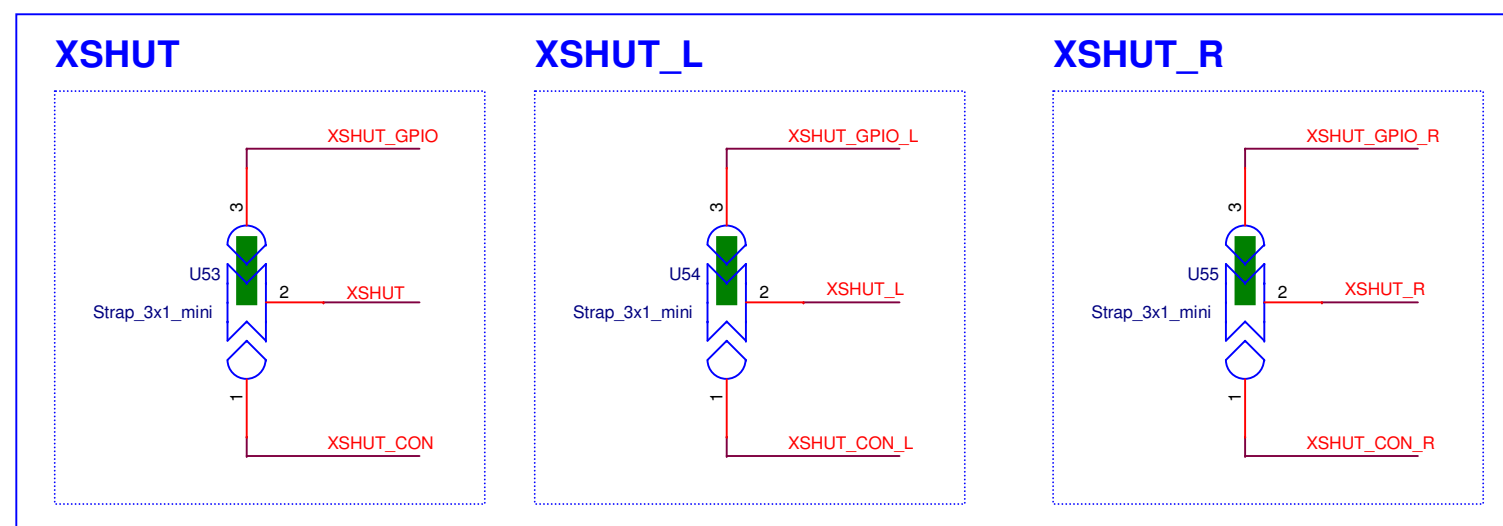 XSHUT
XSHUT_GPIO
3
U53
2
XSHUT
Strap_3x1_mini
1
XSHUT_CON
XSHUT_L
XSHUT_GPIO_L
3
U54
2
XSHUT_L
Strap_3x1_mini
1
XSHUT_CON_L
XSHUT_R
XSHUT_GPIO_R
3
U55
2
XSHUT_R
Strap_3x1_mini
1
XSHUT_CON_R